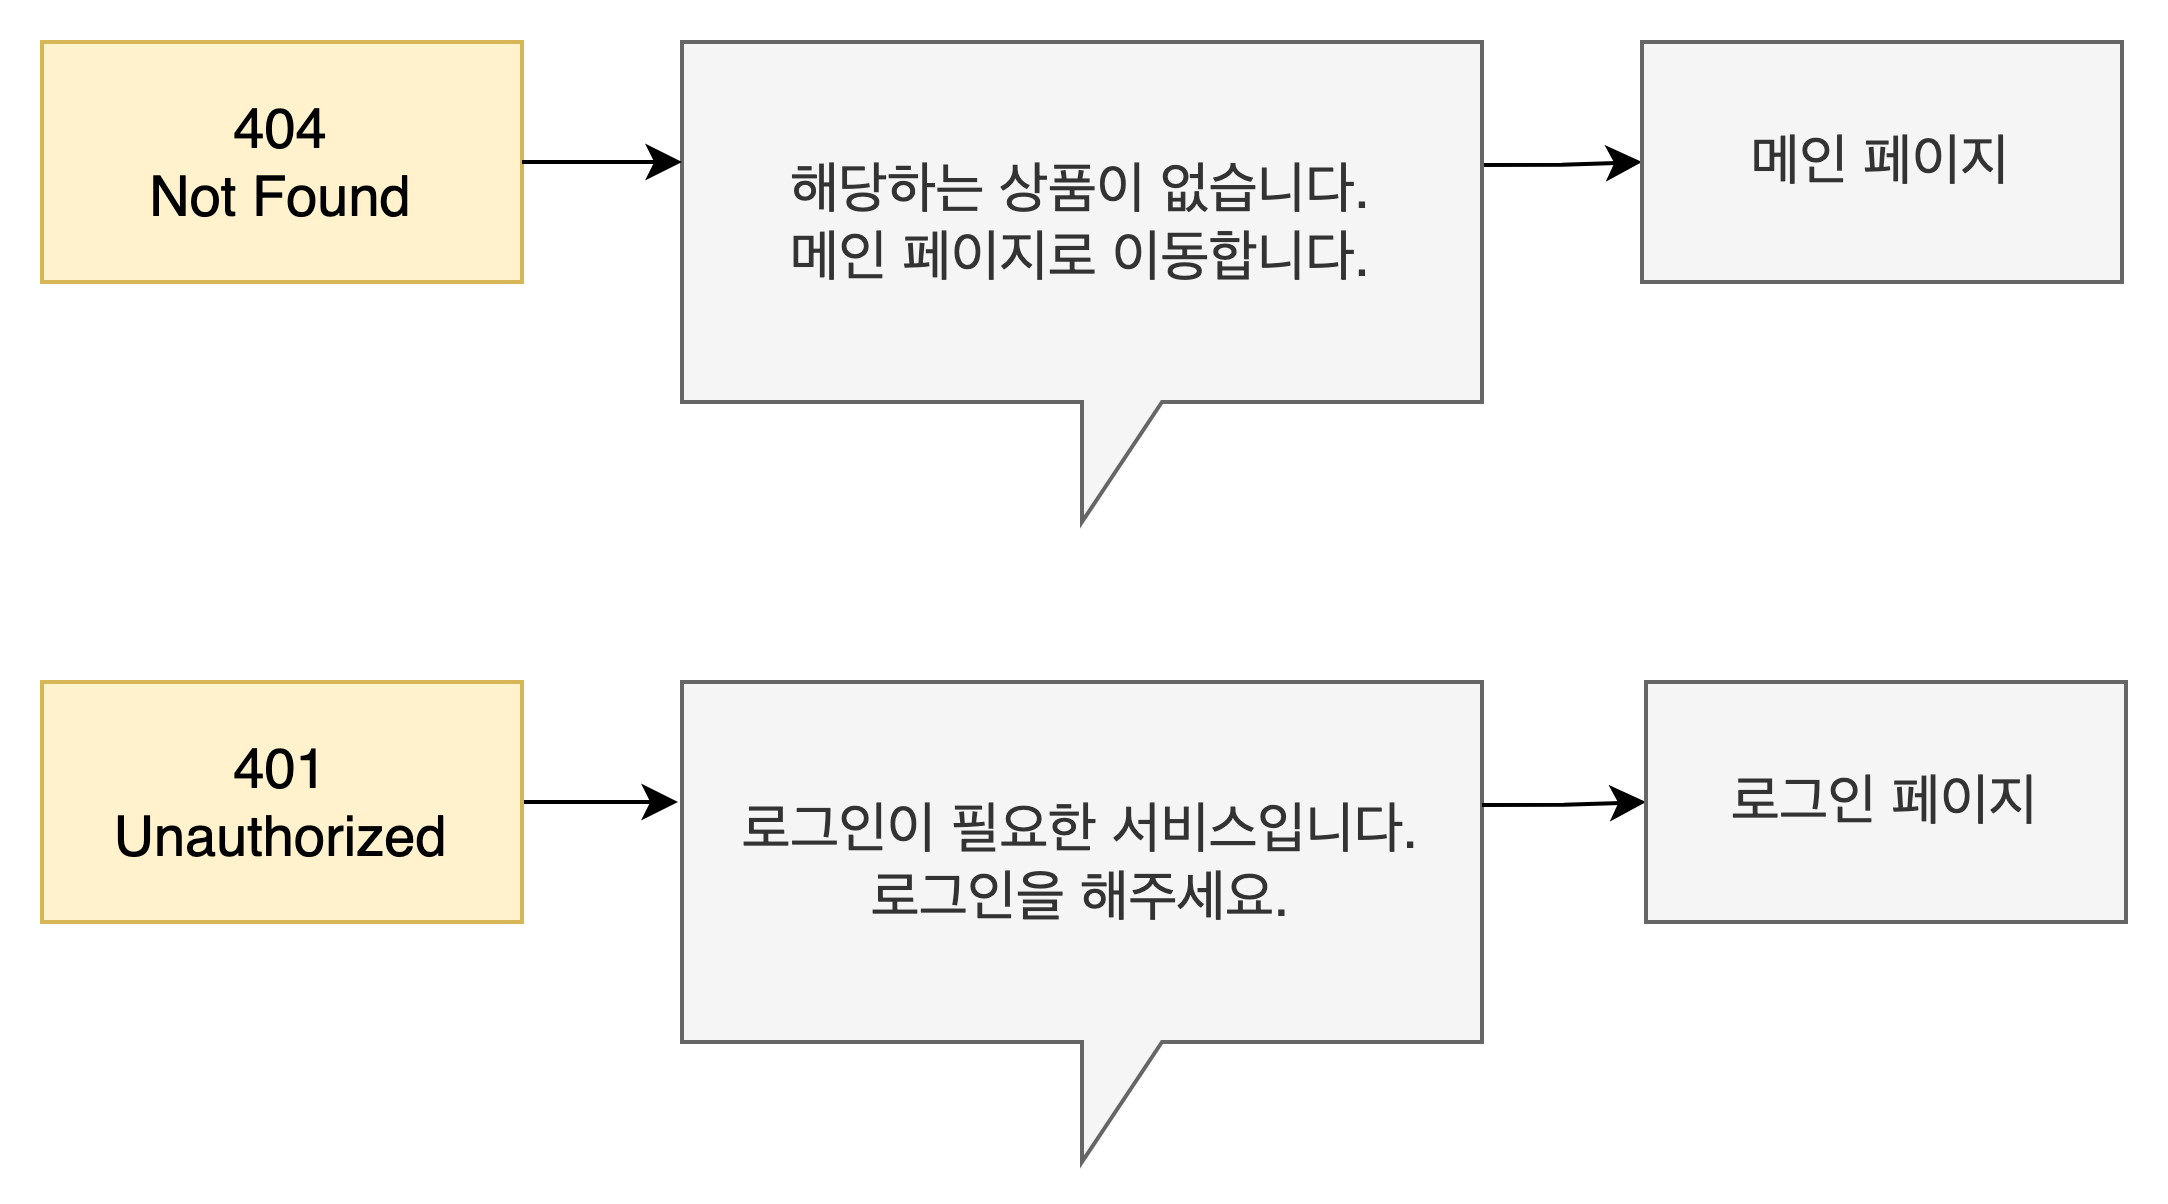 404
Not Found
해당하는 상품이 없습니다.
메인 페이지로 이동합니다.
메인 페이지
401
Unauthorized
로그인이 필요한 서비스입니다.
로그인을 해주세요.
로그인 페이지